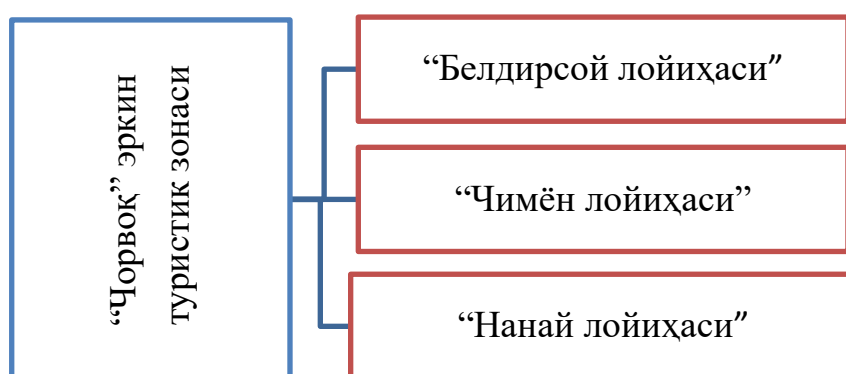 “Чорвоқ” эркин
туристик зонаси
“Белдирсой лойиҳаси”
“Чимён лойиҳаси”
“Нанай лойиҳаси”